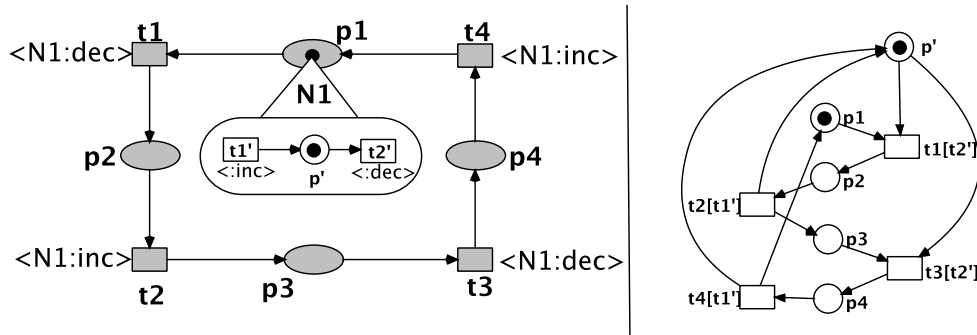 t1
p1
t4
<N1:dec>
<N1:inc>
N1
p2
t1'
t2'
<:inc>
p'
<:dec>
p4
<N1:inc>
<N1:dec>
t2
p3
t3
p'
p1
t1[t2']
p2
t2[t1']
p3
t3[t2']
t4[t1']
p4